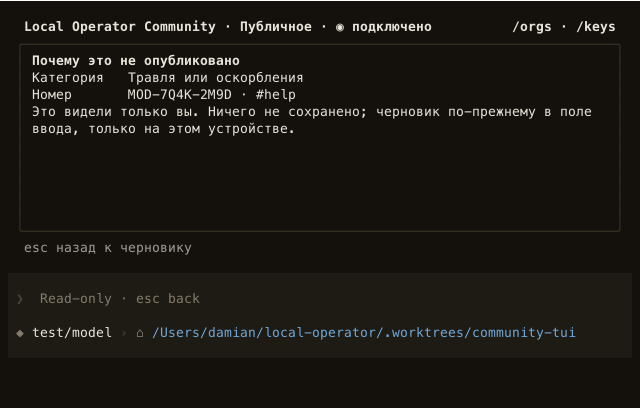 Local Operator Community · Публичное · ◉ подключено /orgs · /keys
Почему это не опубликовано
Категория Травля или оскорбления
Номер MOD-7Q4K-2M9D · #help
Это видели только вы. Ничего не сохранено; черновик по-прежнему в поле
ввода, только на этом устройстве.
esc назад к черновику
❯ Read-only · esc back
◆ test/model › ⌂ /Users/damian/local-operator/.worktrees/community-tui